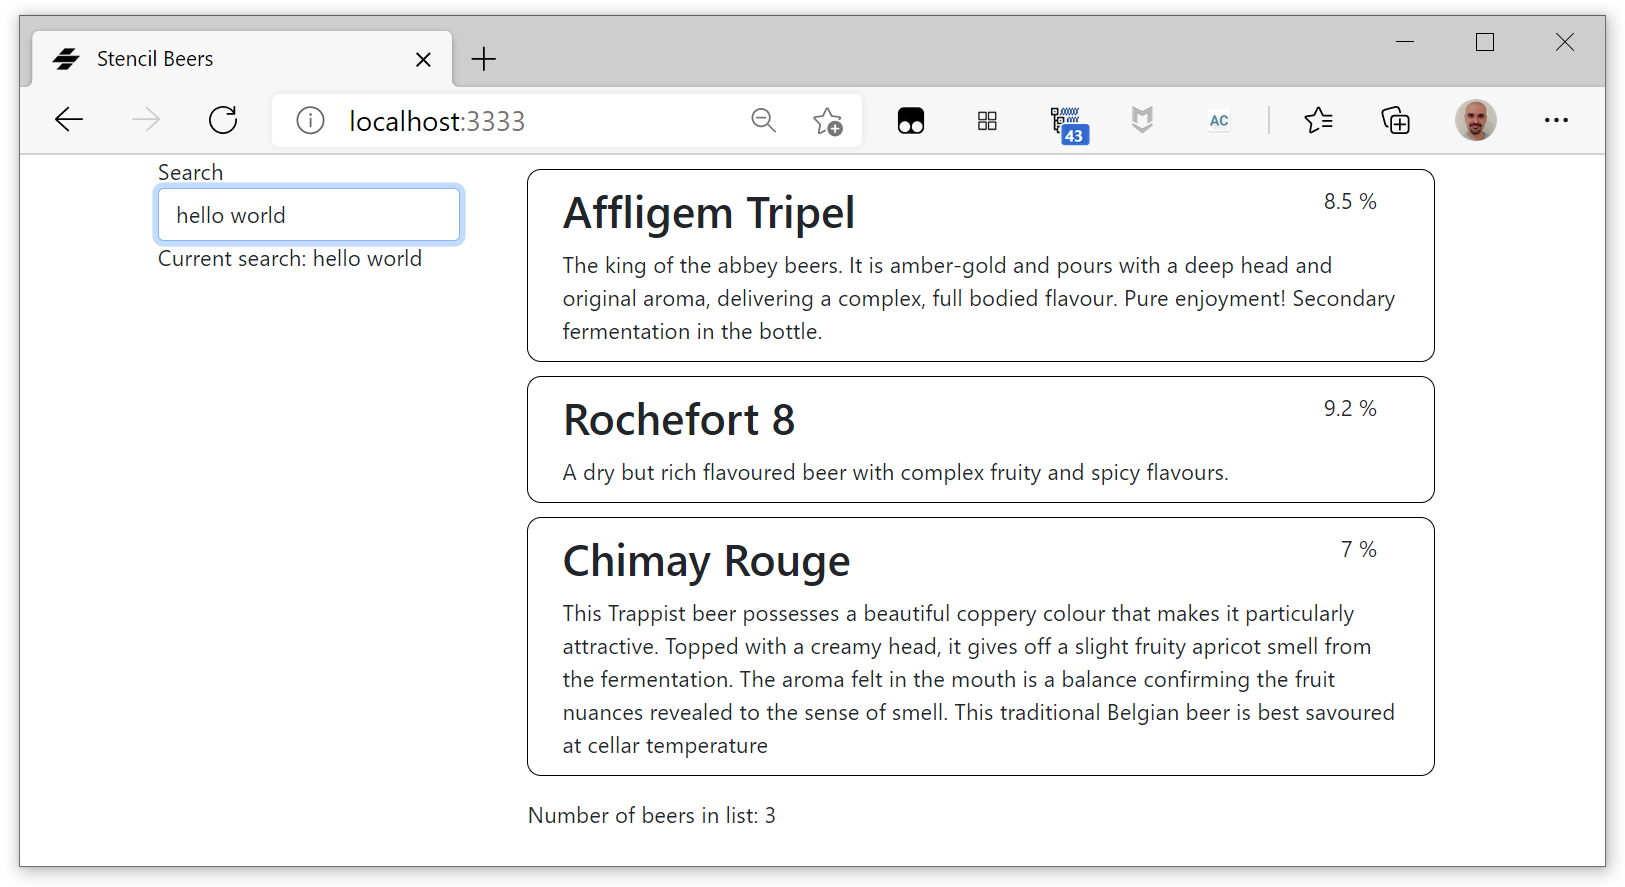 Stencil Beers
localhost:3333
43
AC
Search
hello world
Current search: hello world
Affligem Tripel
8.5 %
The king of the abbey beers. It is amber-gold and pours with a deep head and
original aroma, delivering a complex, full bodied flavour. Pure enjoyment! Secondary
fermentation in the bottle.
Rochefort 8
9.2 %
A dry but rich flavoured beer with complex fruity and spicy flavours.
Chimay Rouge
7 %
This Trappist beer possesses a beautiful coppery colour that makes it particularly
attractive. Topped with a creamy head, it gives off a slight fruity apricot smell from
the fermentation. The aroma felt in the mouth is a balance confirming the fruit
nuances revealed to the sense of smell. This traditional Belgian beer is best savoured
at cellar temperature
Number of beers in list: 3